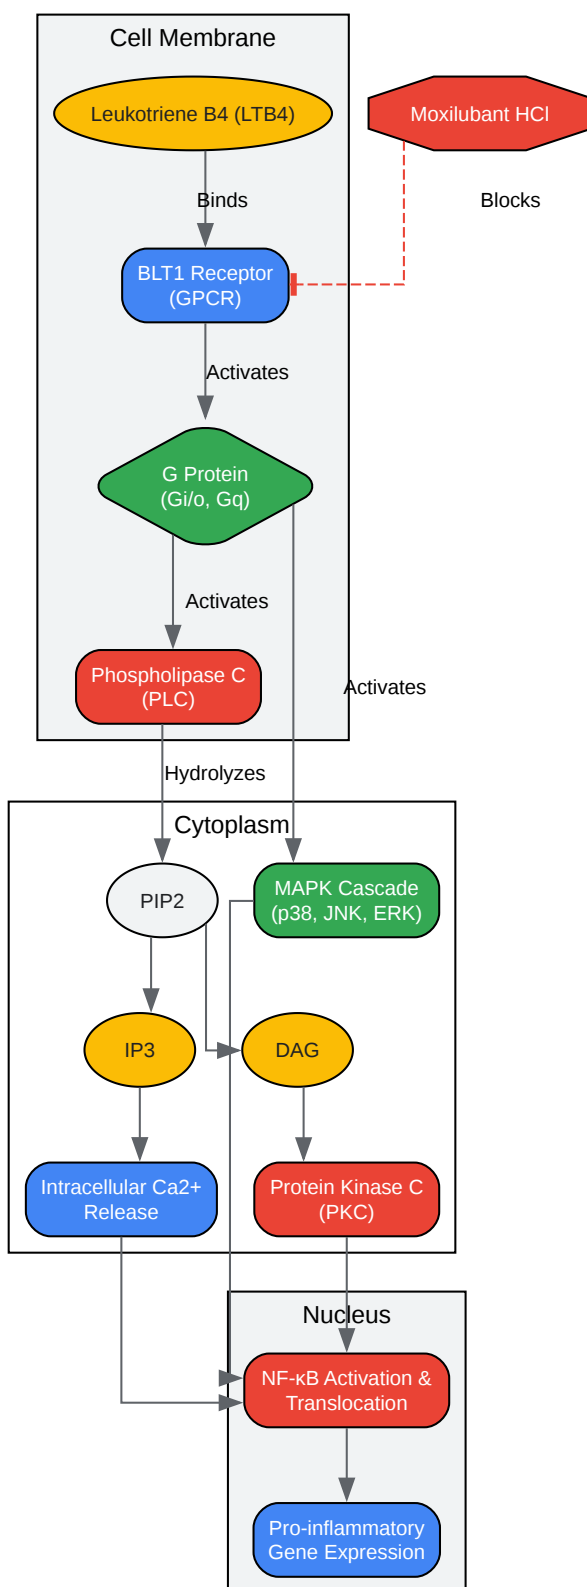 Cell Membrane
Leukotriene B4 (LTB4)
Moxilubant HCl
Binds
Blocks
BLT1 Receptor
(GPCR)
Activates
G Protein
(Gi/o, Gq)
Activates
Phospholipase C
(PLC)
Activates
Hydrolyzes
Cytoplasm
PIP2
MAPK Cascade
(p38, JNK, ERK)
IP3
DAG
Intracellular Ca2+
Release
Protein Kinase C
(PKC)
Nucleus
NF-κB Activation &
Translocation
Pro-inflammatory
Gene Expression